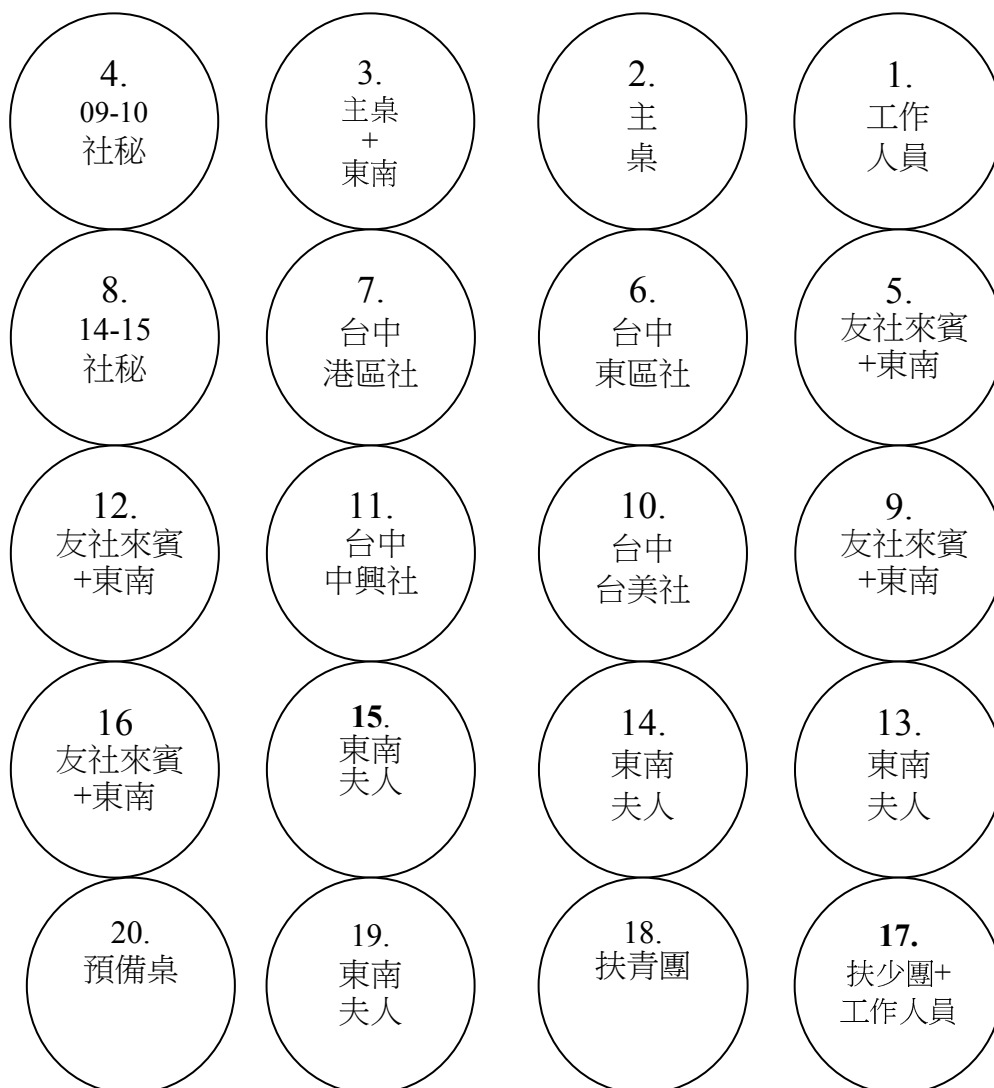 4.
09-10
社秘
3.
主桌
+
東南
2.
主
桌
1.
工作
人員
8.
14-15
社秘
7.
台中
港區社
6.
台中
東區社
5.
友社來賓
+東南
12.
友社來賓
+東南
11.
台中
中興社
10.
台中
台美社
9.
友社來賓
+東南
16
友社來賓
+東南
15.
東南
夫人
14.
東南
夫人
13.
東南
夫人
20.
預備桌
19.
東南
夫人
18.
扶青團
17.
扶少團+
工作人員